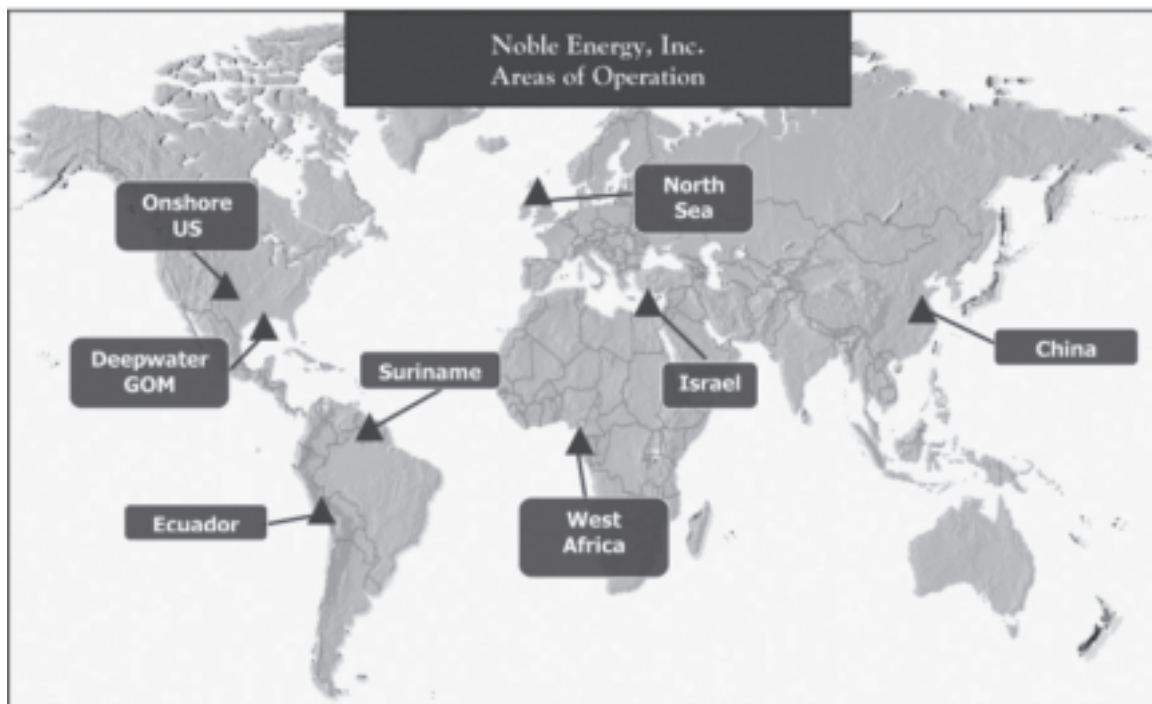 Noble Energy, Inc.
Areas of Operation
North
Sea
Onshore
US
China
Deepwater
GOM
Suriname
Israel
Ecuador
West
Africa